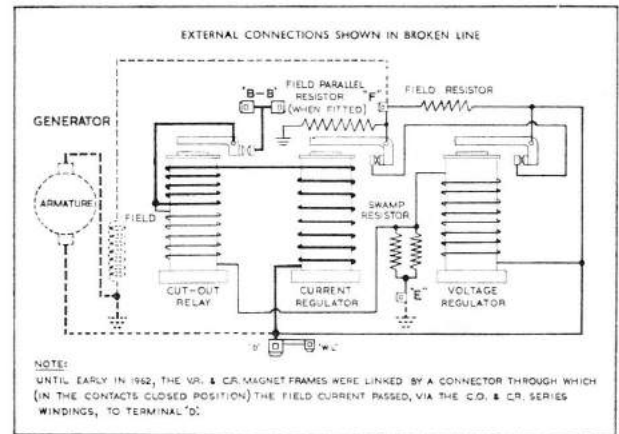 EXTERNAL CONNECTIONS SHOWN IN BROKEN LINE
'B-B'
FIELD PARALLEL
RESISTOR
(WHEN FITTED)
"F"
FIELD RESISTOR
GENERATOR
ARMATURE
FIELD
SWAMP
RESISTOR
"E"
CUT-OUT
RELAY
CURRENT
REGULATOR
VOLTAGE
REGULATOR
'D'
'WL'
NOTE:
UNTIL EARLY IN 1962, THE V.R. & C.R. MAGNET FRAMES WERE LINKED BY A CONNECTOR THROUGH WHICH
(IN THE CONTACTS CLOSED POSITION) THE FIELD CURRENT PASSED, VIA THE C.O. & C.R. SERIES
WINDINGS, TO TERMINAL 'D'.